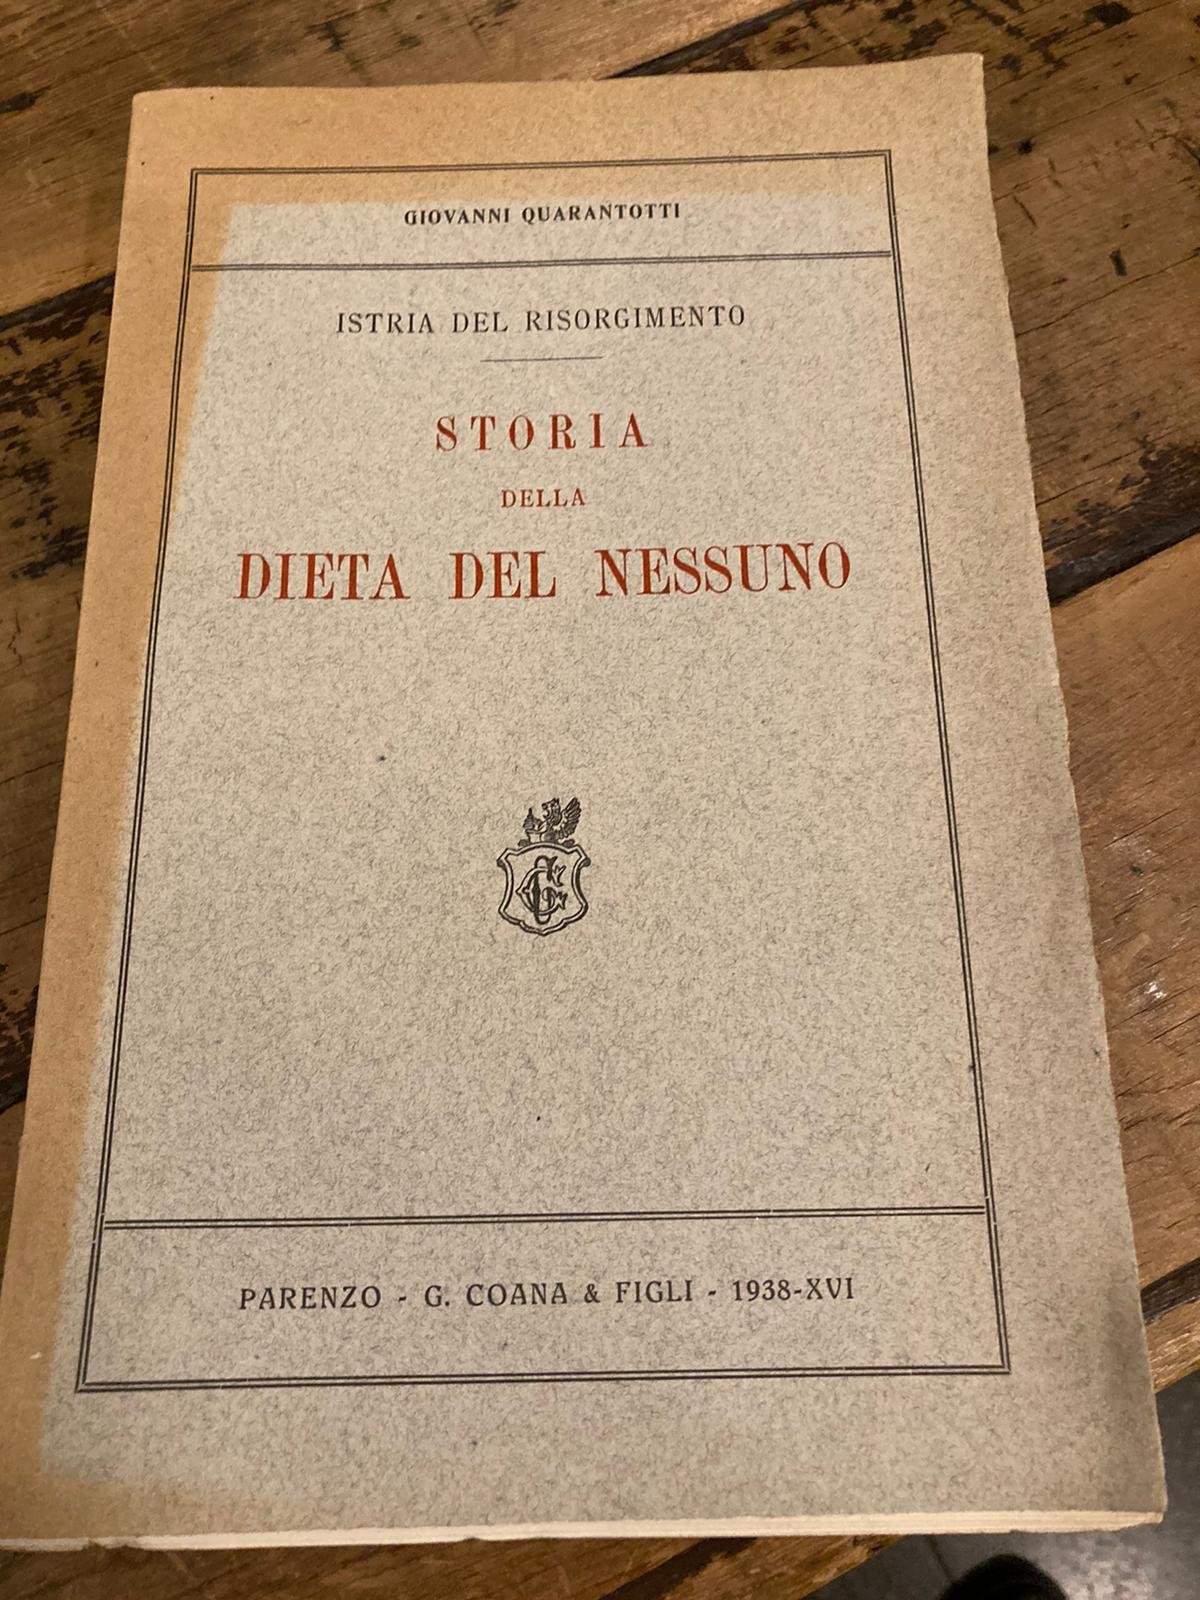 GIOVANNI QUARANTOTTI
ISTRIA DEL RISORGIMENTO
STORIA
DELLA
DIETA DEL NESSUNO
PARENZO - G. COANA & FIGLI - 1938-XVI